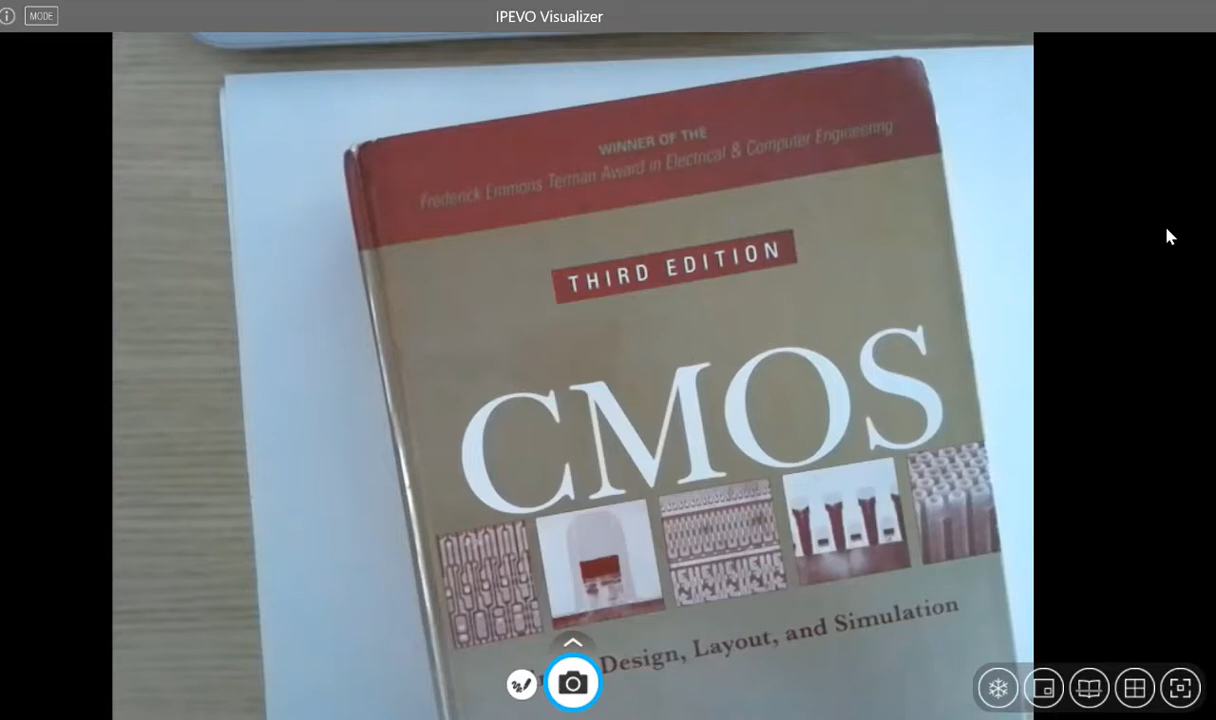 MODE
IPEVO Visualizer
WINNER OF THE
Frederick Emmons Terman Award in Electrical & Computer Engineering
THIRD EDITION
CMOS
Design, Layout, and Simulation